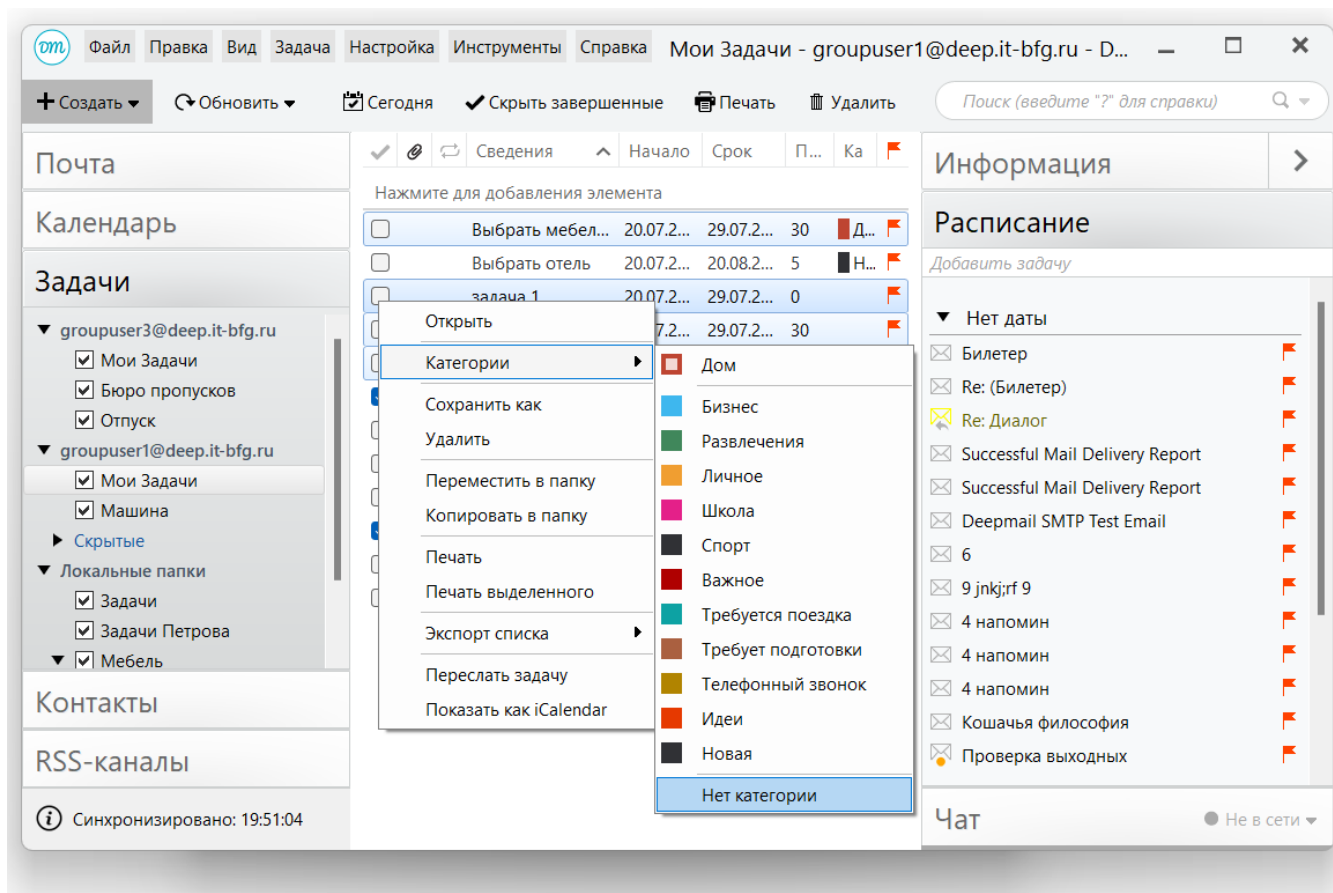 Файл Правка Вид Задача Настройка Инструменты Справка Мои Задачи - groupuser1@deep.it-bfg.ru - D...
Создать Обновить Сегодня Скрыть завершенные Печать Удалить Поиск (введите "?" для справки)
Почта
Календарь
Задачи
groupuser3@deep.it-bfg.ru
Мои Задачи
Бюро пропусков
Отпуск
groupuser1@deep.it-bfg.ru
Мои Задачи
Машина
Скрытые
Локальные папки
Задачи
Задачи Петрова
Мебель
Контакты
RSS-каналы
Синхронизировано: 19:51:04
Сведения Начало Срок П... Ка
Нажмите для добавления элемента
Выбрать мебел... 20.07.2... 29.07.2... 30 Д...
Выбрать отель 20.07.2... 20.08.2... 5 Н...
задача 1 20.07.2... 29.07.2... 0
7.2... 29.07.2... 30
Открыть
Категории
Сохранить как
Удалить
Переместить в папку
Копировать в папку
Печать
Печать выделенного
Экспорт списка
Переслать задачу
Показать как iCalendar
Дом
Бизнес
Развлечения
Личное
Школа
Спорт
Важное
Требуется поездка
Требует подготовки
Телефонный звонок
Идеи
Новая
Нет категории
Информация
Расписание
Добавить задачу
Нет даты
Билетер
Re: (Билетер)
Re: Диалог
Successful Mail Delivery Report
Successful Mail Delivery Report
Deepmail SMTP Test Email
6
9 jnkj;rf 9
4 напомин
4 напомин
4 напомин
Кошачья философия
Проверка выходных
Чат Не в сети